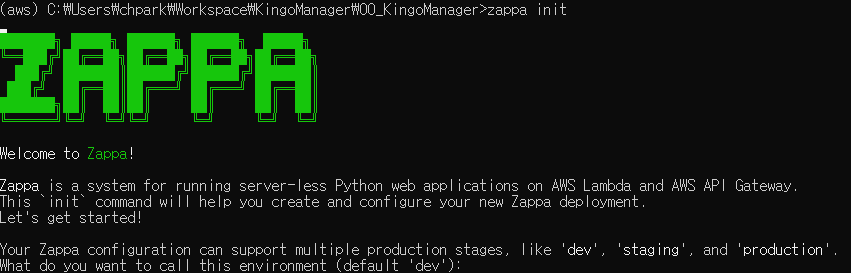 (aws) C:₩Users₩chpark₩Workspace₩KingoManager₩00_KingoManager>zappa init
ZAPPA
Welcome to Zappa!
Zappa is a system for running server-less Python web applications on AWS Lambda and AWS API Gateway.
This `init` command will help you create and configure your new Zappa deployment.
Let's get started!
Your Zappa configuration can support multiple production stages, like 'dev', 'staging', and 'production'.
What do you want to call this environment (default 'dev'):